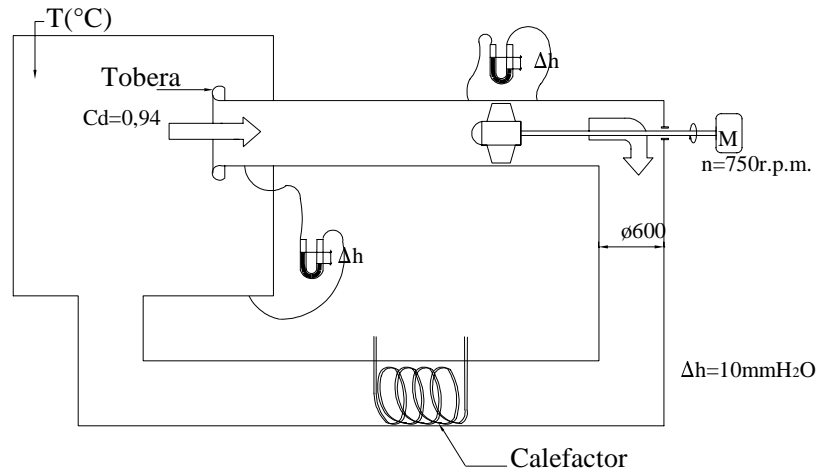 T(°C)
Tobera
Cd=0,94
Δh
M
n=750r.p.m.
ø600
Δh
Δh=10mmH₂O
Calefactor